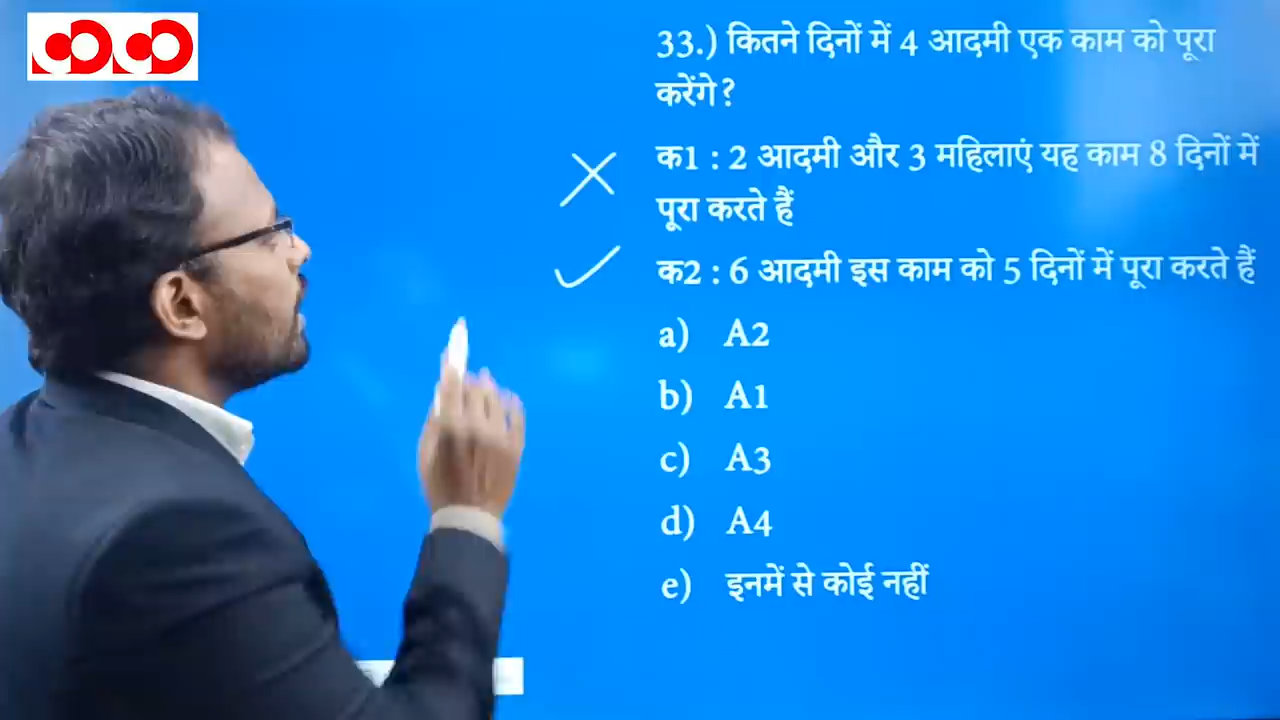 33.) कितने दिनों में 4 आदमी एक काम को पूरा
करेंगे?
क1 : 2 आदमी और 3 महिलाएं यह काम 8 दिनों में
पूरा करते हैं
क2 : 6 आदमी इस काम को 5 दिनों में पूरा करते हैं
a) A2
b) A1
c) A3
d) A4
e) इनमें से कोई नहीं